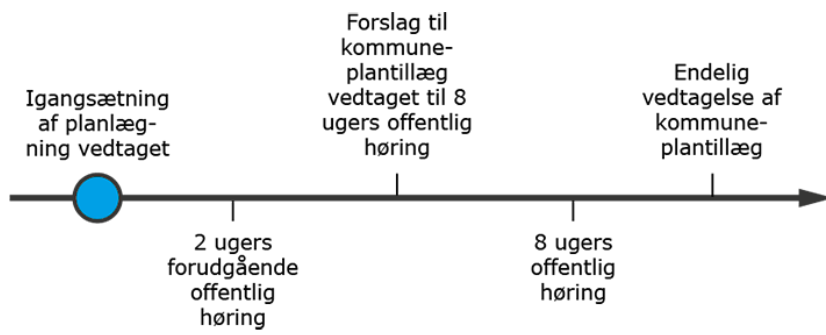 Igangsætning
af planlæg-
ning vedtaget
2 ugers
forudgående
offentlig
høring
Forslag til
kommune-
plantillæg
vedtaget til 8
ugers offentlig
høring
8 ugers
offentlig
høring
Endelig
vedtagelse af
kommune-
plantillæg